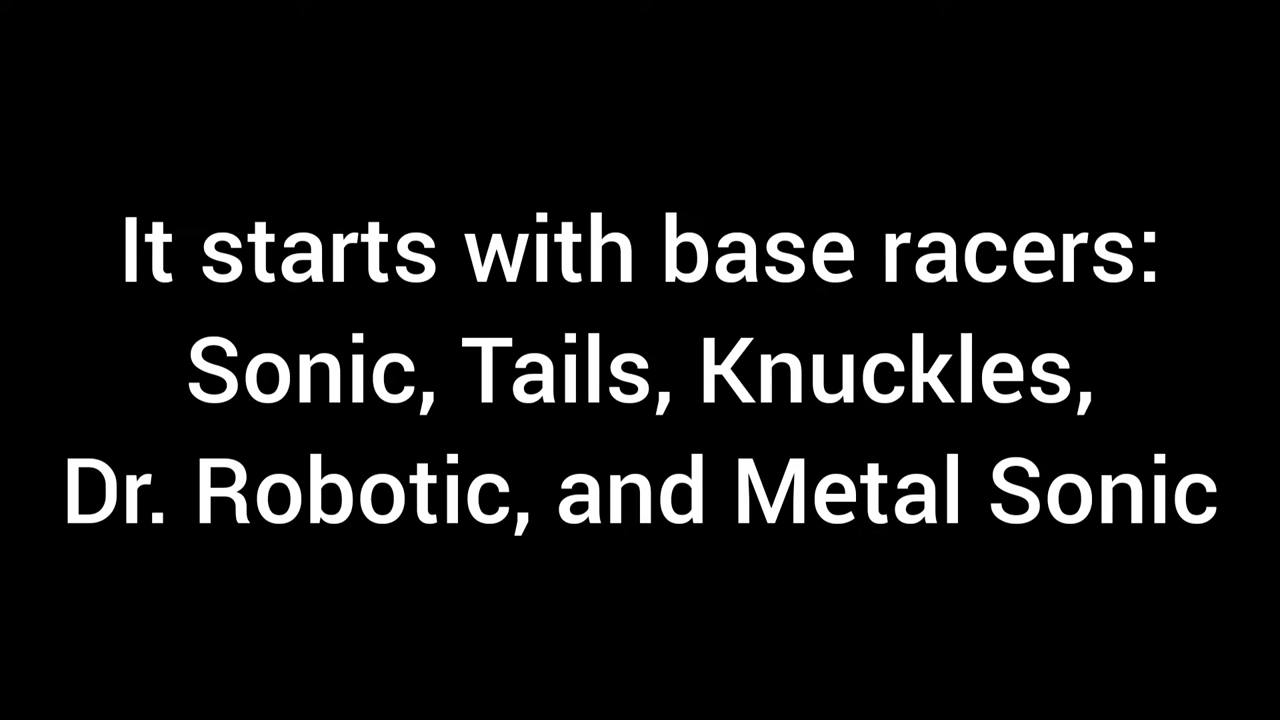 It starts with base racers:
Sonic, Tails, Knuckles,
Dr. Robotic, and Metal Sonic